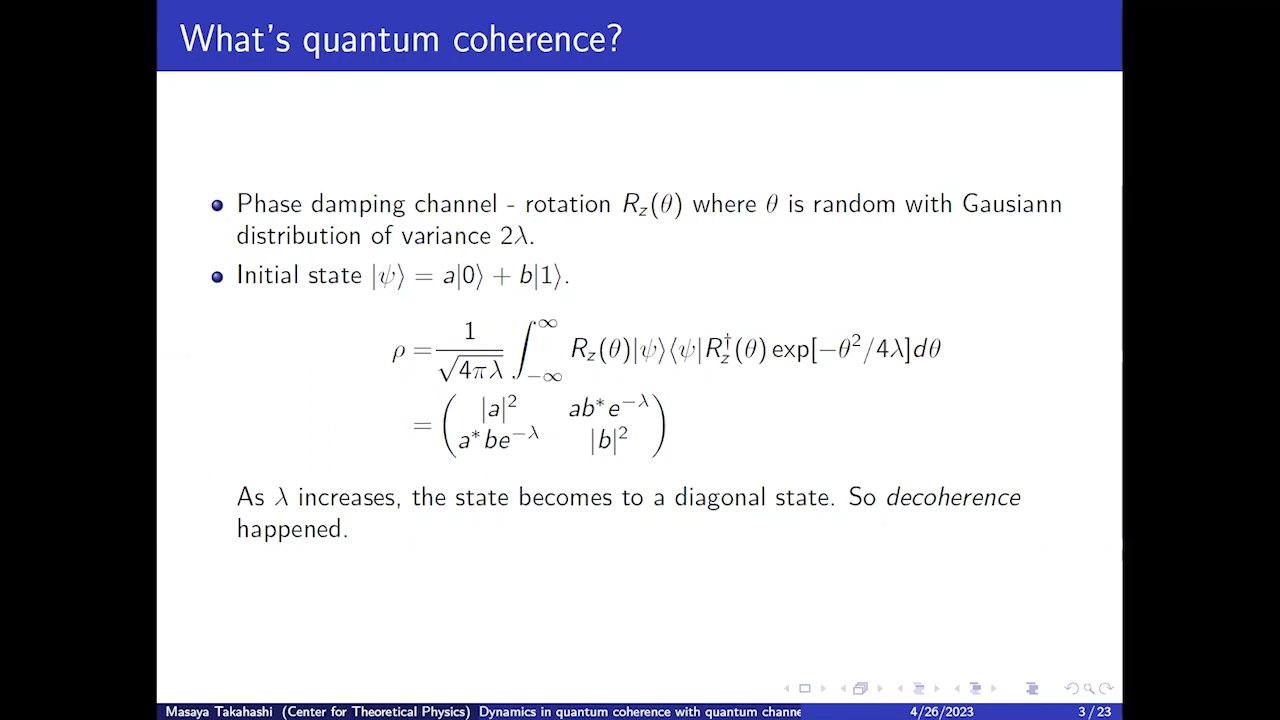 What's quantum coherence?
Phase damping channel - rotation R_z(θ) where θ is random with Gausiann
distribution of variance 2λ.
Initial state |ψ⟩ = a|0⟩ + b|1⟩.
ρ = 1/√(4πλ) ∫_{-∞}^{∞} R_z(θ)|ψ⟩⟨ψ|R_z^†(θ) exp[−θ²/4λ]dθ
= ( |a|² ab*e^{−λ}
a*be^{−λ} |b|² )
As λ increases, the state becomes to a diagonal state. So decoherence
happened.
Masaya Takahashi (Center for Theoretical Physics) Dynamics in quantum coherence with quantum channe 4/26/2023 3 / 23